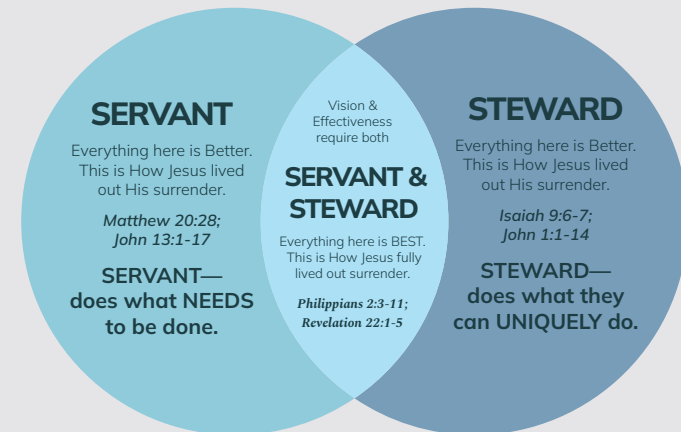 SERVANT
Everything here is Better.
This is How Jesus lived
out His surrender.
Matthew 20:28;
John 13:1-17
SERVANT—
does what NEEDS
to be done.
Vision &
Effectiveness
require both
SERVANT &
STEWARD
Everything here is BEST.
This is How Jesus fully
lived out surrender.
Philippians 2:3-11;
Revelation 22:1-5
STEWARD
Everything here is Better.
This is How Jesus lived
out His surrender.
Isaiah 9:6-7;
John 1:1-14
STEWARD—
does what they
can UNIQUELY do.